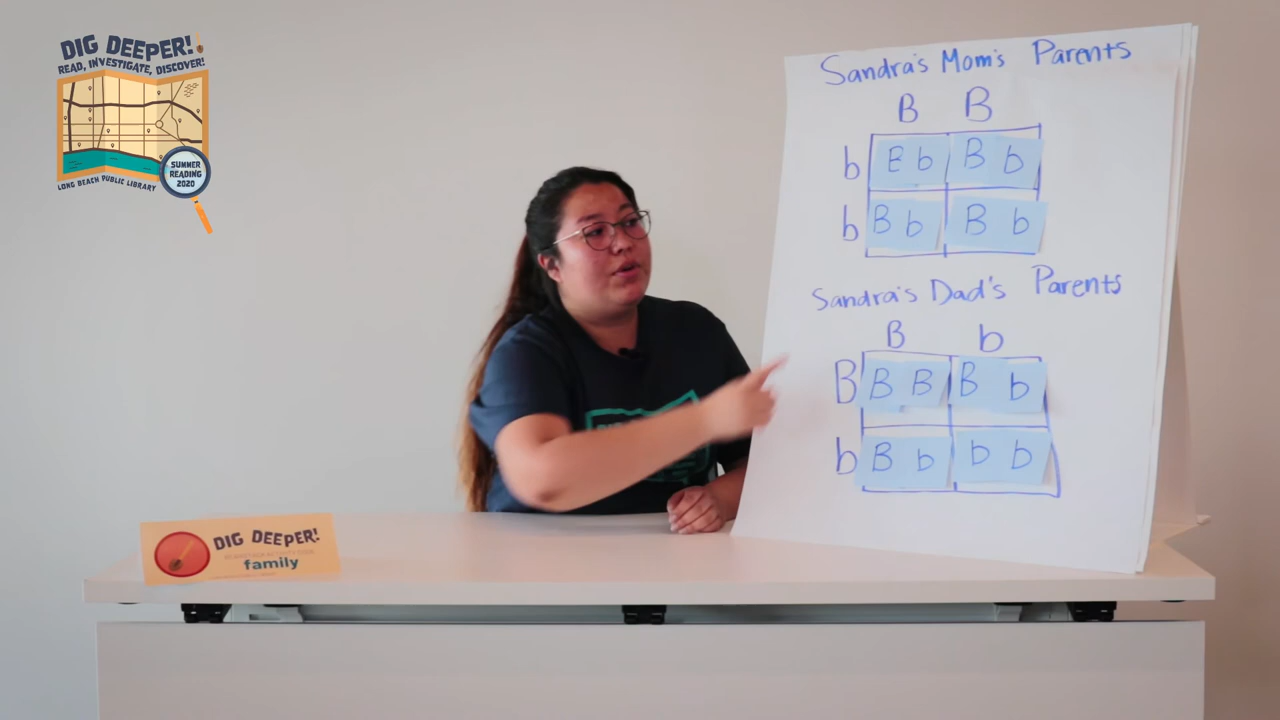 DIG DEEPER!
READ, INVESTIGATE, DISCOVER!
SUMMER
READING
2020
LONG BEACH PUBLIC LIBRARY
Sandra's Mom's Parents
B B
b B b B b
b B b B b
Sandra's Dad's Parents
B b
B B B B b
b B b b b
DIG DEEPER!
family